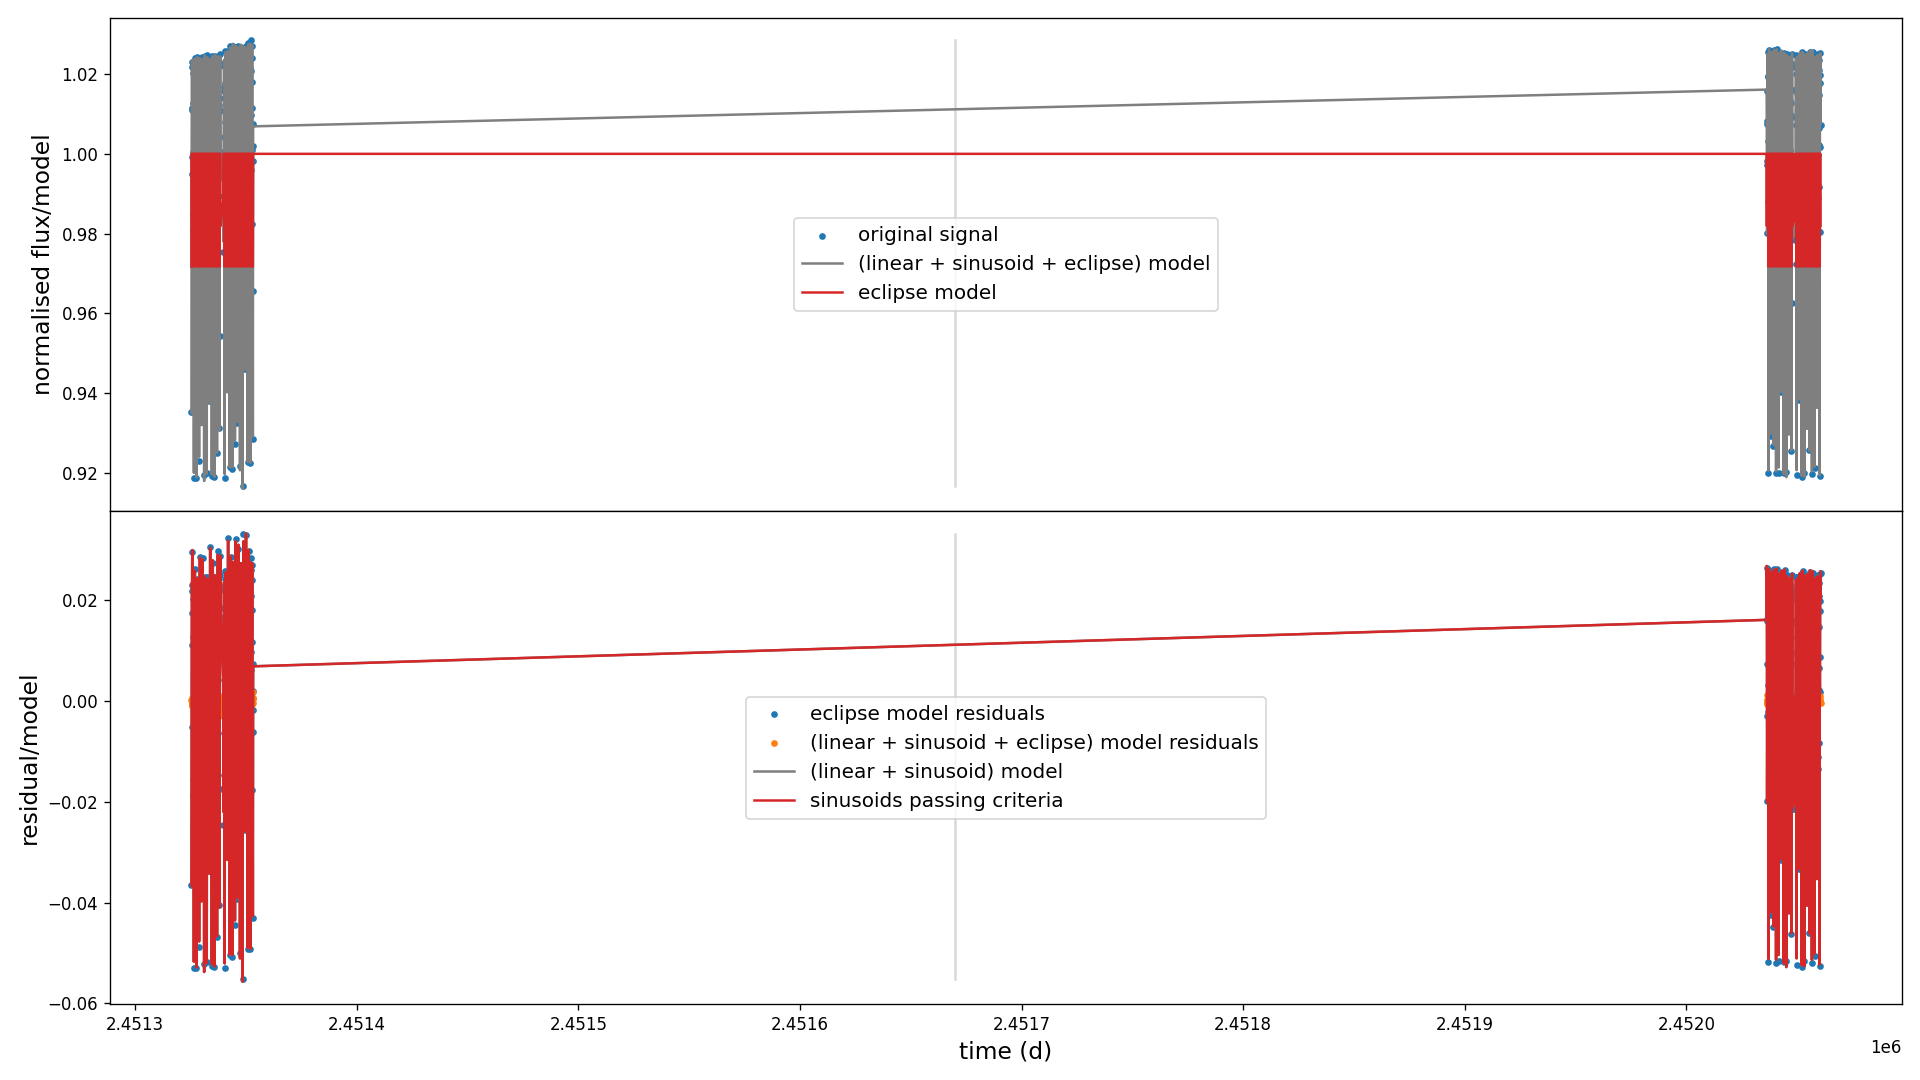 1.02
1.00
0.98
0.96
0.94
0.92
normalised flux/model
original signal
(linear + sinusoid + eclipse) model
eclipse model
0.02
0.00
−0.02
−0.04
−0.06
residual/model
eclipse model residuals
(linear + sinusoid + eclipse) model residuals
(linear + sinusoid) model
sinusoids passing criteria
2.4513 2.4514 2.4515 2.4516 2.4517 2.4518 2.4519 2.4520
1e6
time (d)